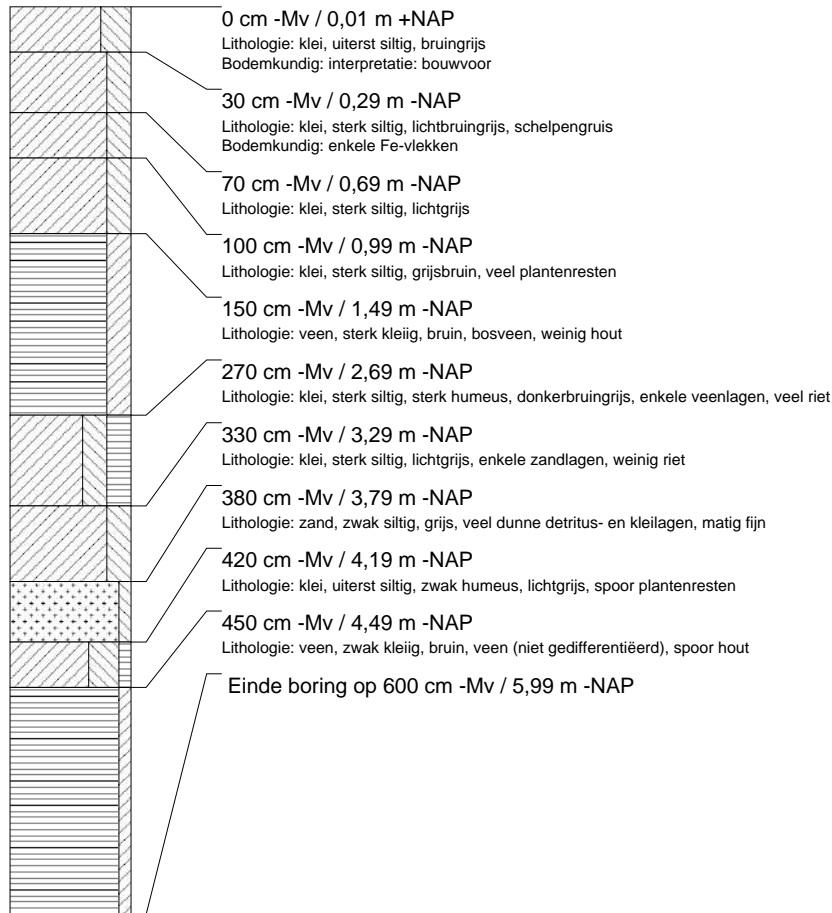 0 cm -Mv / 0,01 m +NAP
Lithologie: klei, uiterst siltig, bruingrijs
Bodemkundig: interpretatie: bouwvoor
30 cm -Mv / 0,29 m -NAP
Lithologie: klei, sterk siltig, lichtbruingrijs, schelpengruis
Bodemkundig: enkele Fe-vlekken
70 cm -Mv / 0,69 m -NAP
Lithologie: klei, sterk siltig, lichtgrijs
100 cm -Mv / 0,99 m -NAP
Lithologie: klei, sterk siltig, grijsbruin, veel plantenresten
150 cm -Mv / 1,49 m -NAP
Lithologie: veen, sterk kleiig, bruin, bosveen, weinig hout
270 cm -Mv / 2,69 m -NAP
Lithologie: klei, sterk siltig, sterk humeus, donkerbruingrijs, enkele veenlagen, veel riet
330 cm -Mv / 3,29 m -NAP
Lithologie: klei, sterk siltig, lichtgrijs, enkele zandlagen, weinig riet
380 cm -Mv / 3,79 m -NAP
Lithologie: zand, zwak siltig, grijs, veel dunne detritus- en kleilagen, matig fijn
420 cm -Mv / 4,19 m -NAP
Lithologie: klei, uiterst siltig, zwak humeus, lichtgrijs, spoor plantenresten
450 cm -Mv / 4,49 m -NAP
Lithologie: veen, zwak kleiig, bruin, veen (niet gedifferentiëerd), spoor hout
Einde boring op 600 cm -Mv / 5,99 m -NAP